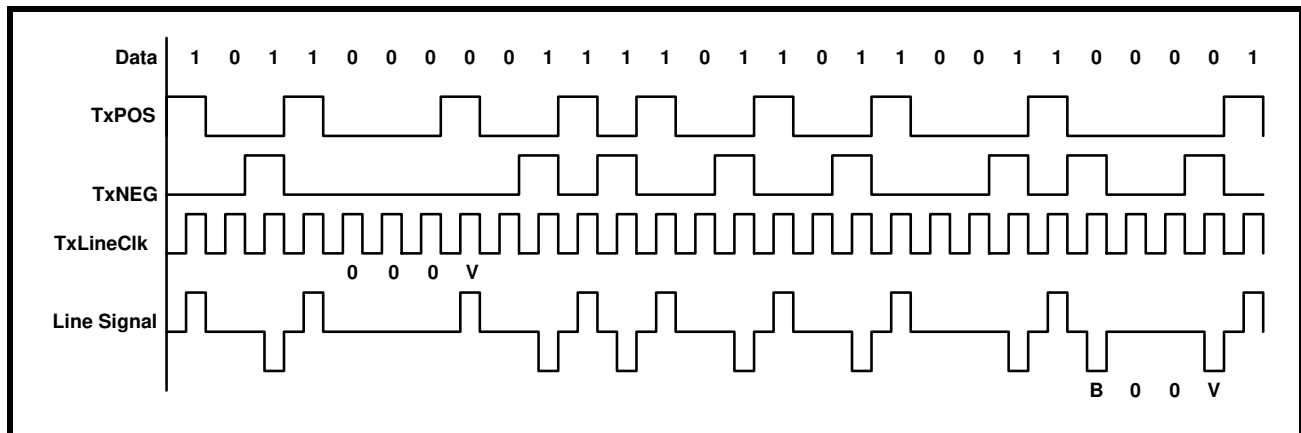 Data 1 0 1 1 0 0 0 0 0 1 1 1 1 0 1 1 0 1 1 0 0 1 1 0 0 0 0 1
TxPOS
TxNEG
TxLineClk
0 0 0 V
Line Signal
B 0 0 V